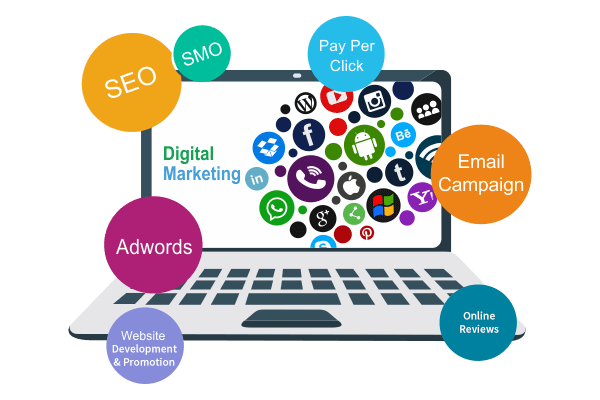 SEO
SMO
Pay Per
Click
Digital
Marketing
Email
Campaign
Adwords
Website
Development
& Promotion
Online
Reviews